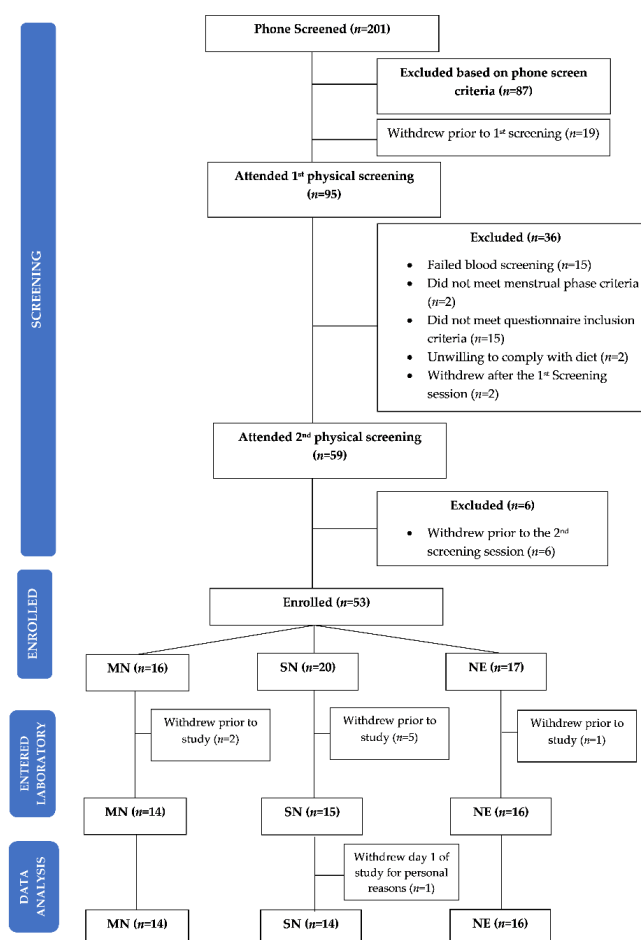 Phone Screened (n=201)
Excluded based on phone screen
criteria (n=87)
Withdrew prior to 1st screening (n=19)
Attended 1st physical screening
(n=95)
SCREENING
Excluded (n=36)
• Failed blood screening (n=15)
• Did not meet menstrual phase criteria
(n=2)
• Did not meet questionnaire inclusion
criteria (n=15)
• Unwilling to comply with diet (n=2)
• Withdrew after the 1st Screening
session (n=2)
Attended 2nd physical screening
(n=59)
Excluded (n=6)
• Withdrew prior to the 2nd
screening session (n=6)
ENROLLED
Enrolled (n=53)
MN (n=16)
SN (n=20)
NE (n=17)
ENTERED
LABORATORY
Withdrew prior to
study (n=2)
Withdrew prior to
study (n=5)
Withdrew prior to
study (n=1)
MN (n=14)
SN (n=15)
NE (n=16)
DATA
ANALYSIS
Withdrew day 1 of
study for personal
reasons (n=1)
MN (n=14)
SN (n=14)
NE (n=16)